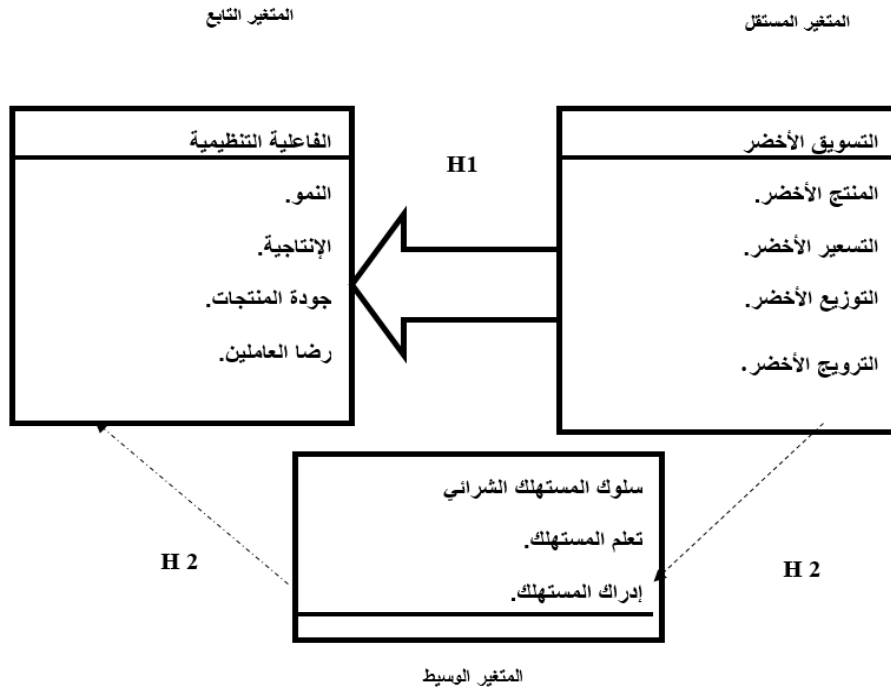 المتغير المستقل
المتغير التابع
التسويق الأخضر
المنتج الأخضر.
التسعير الأخضر.
التوزيع الأخضر.
الترويج الأخضر.
H1
الفاعلية التنظيمية
النمو.
الإنتاجية.
جودة المنتجات.
رضا العاملين.
سلوك المستهلك الشرائي
تعلم المستهلك.
إدراك المستهلك.
H 2
H 2
المتغير الوسيط